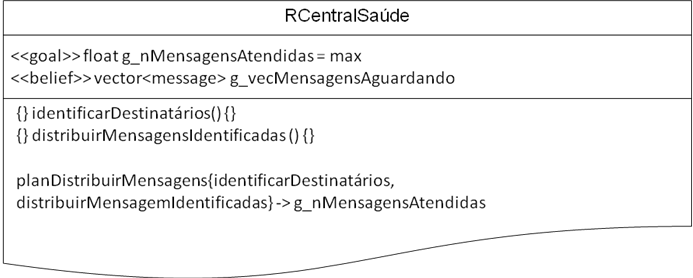 RCentralSaúde
<<goal>> float g_nMensagensAtendidas = max
<<belief>> vector<message> g_vecMensagensAguardando
{} identificarDestinatários() {}
{} distribuirMensagensIdentificadas () {}
planDistribuirMensagens{identificarDestinatários,
distribuirMensagemIdentificadas} -> g_nMensagensAtendidas